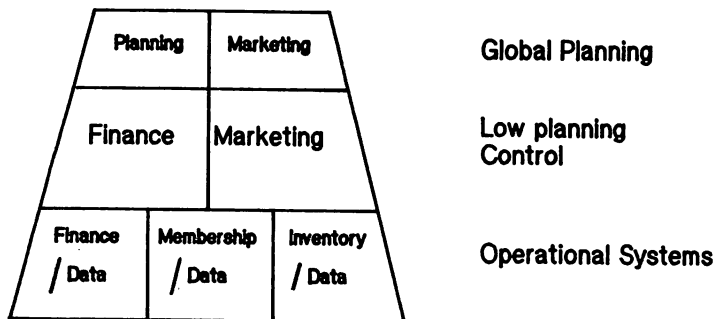 Planning Marketing Global Planning
Finance Marketing Low planning
Control
Finance Membership Inventory
/ Data / Data / Data Operational Systems